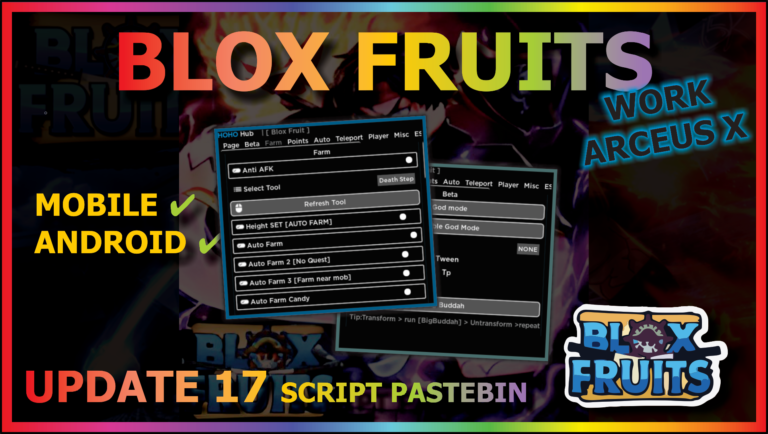 BLOX FRUITS
WORK
ARCEUS X
HOHO Hub | [ Blox Fruit ]
Page Beta Farm Points Auto Teleport Player Misc ES
Farm
Anti AFK
Select Tool
Death Step
Refresh Tool
Height SET [AUTO FARM]
Auto Farm
Auto Farm 2 [No Quest]
Auto Farm 3 [Farm near mob]
Auto Farm Candy
Auto Teleport Player Misc ES
Beta
God mode
God Mode
NONE
Tween
Tp
Buddah
Tip:Transform > run [BigBuddah] > Untransform >repeat
MOBILE
ANDROID
BLOX
FRUITS
UPDATE 17 SCRIPT PASTEBIN
BLOX
FRUITS